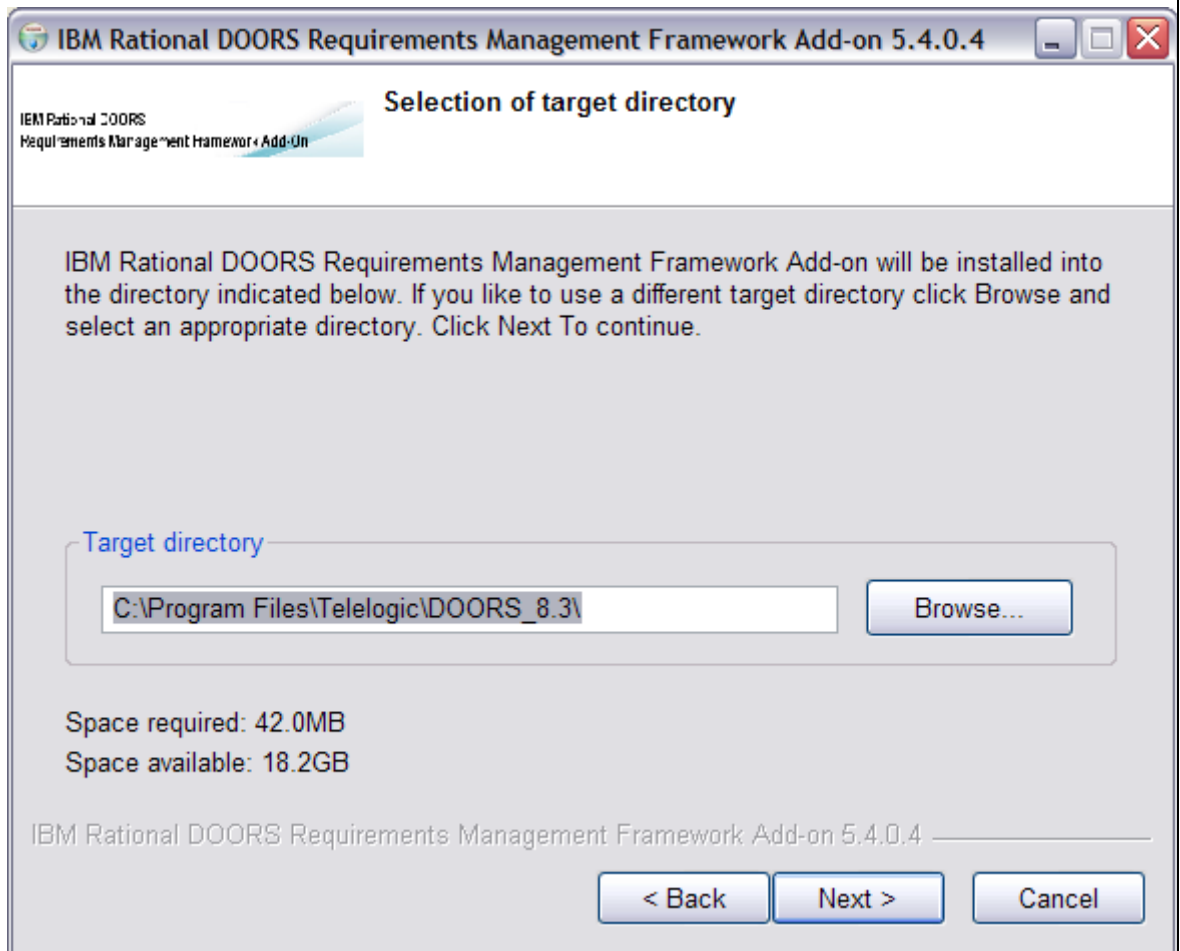 IBM Rational DOORS Requirements Management Framework Add-on 5.4.0.4
IBM Rational DOORS
Requirements Management Framework Add-On
Selection of target directory
IBM Rational DOORS Requirements Management Framework Add-on will be installed into
the directory indicated below. If you like to use a different target directory click Browse and
select an appropriate directory. Click Next To continue.
Target directory
C:\Program Files\Telelogic\DOORS_8.3\
Browse...
Space required: 42.0MB
Space available: 18.2GB
IBM Rational DOORS Requirements Management Framework Add-on 5.4.0.4
< Back
Next >
Cancel